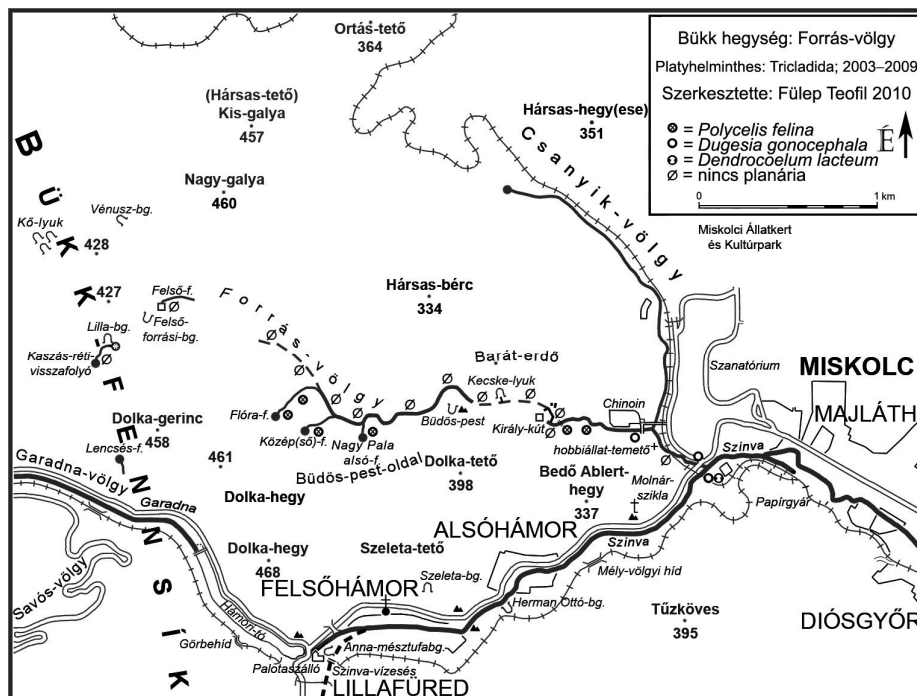 Ortás-tető
364
Bükk hegység: Forrás-völgy
Platyhelminthes: Tricladida; 2003–2009
Szerkesztette: Fülep Teofil 2010
= Polycelis felina
= Dugesia gonocephala
= Dendrocoelum lacteum
= nincs planária
É
0 1 km
(Hársas-tető)
Kis-galya
457
Hársas-hegy(ese)
351
Csanyik-völgy
BÜKKFENNSÍK
Nagy-galya
460
Vénusz-bg.
Kő-lyuk
428
Miskolci Állatkert
és Kultúrpark
427
Felső-f.
Felső-
forrási-bg.
Forrás-völgy
Hársas-bérc
334
Lilla-bg.
Kaszás-réti-
visszafolyó
Barát-erdő
Kecske-lyuk
Szanatórium
MISKOLC
MAJLÁTH
Dolka-gerinc
458
Flóra-f.
Közép(ső)-f.
Nagy Pala
alsó-f.
Büdös-pest
Király-kút
Chinoin
hobbiállat-temető
Szinva
Lencsés-f.
461
Büdös-pest-oldal
Dolka-tető
398
Bedő Ablert-
hegy
337
Molnár-
szikla
Papírgyár
Garadna-völgy
Garadna
Dolka-hegy
Dolka-hegy
468
Szeleta-tető
ALSÓHÁMOR
Szinva
Savós-völgy
FELSŐHÁMOR
Szeleta-bg.
Mély-völgyi híd
Herman Ottó-bg.
Tűzköves
395
DIÓSGYŐR
Hámori-tó
Görbehíd
Anna-mésztufabg.
Palotaszálló
Szinva-vízesés
LILLAFÜRED